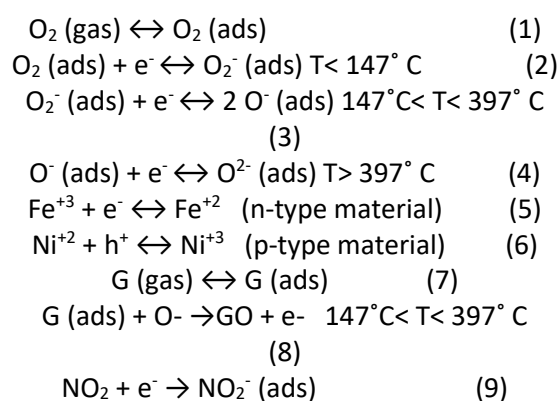 O₂ (gas) ↔ O₂ (ads) (1)
O₂ (ads) + e⁻ ↔ O₂⁻ (ads) T< 147˚ C (2)
O₂⁻ (ads) + e⁻ ↔ 2 O⁻ (ads) 147˚C< T< 397˚ C
(3)
O⁻ (ads) + e⁻ ↔ O²⁻ (ads) T> 397˚ C (4)
Fe⁺³ + e⁻ ↔ Fe⁺² (n-type material) (5)
Ni⁺² + h⁺ ↔ Ni⁺³ (p-type material) (6)
G (gas) ↔ G (ads) (7)
G (ads) + O- →GO + e- 147˚C< T< 397˚ C
(8)
NO₂ + e⁻ → NO₂⁻ (ads) (9)